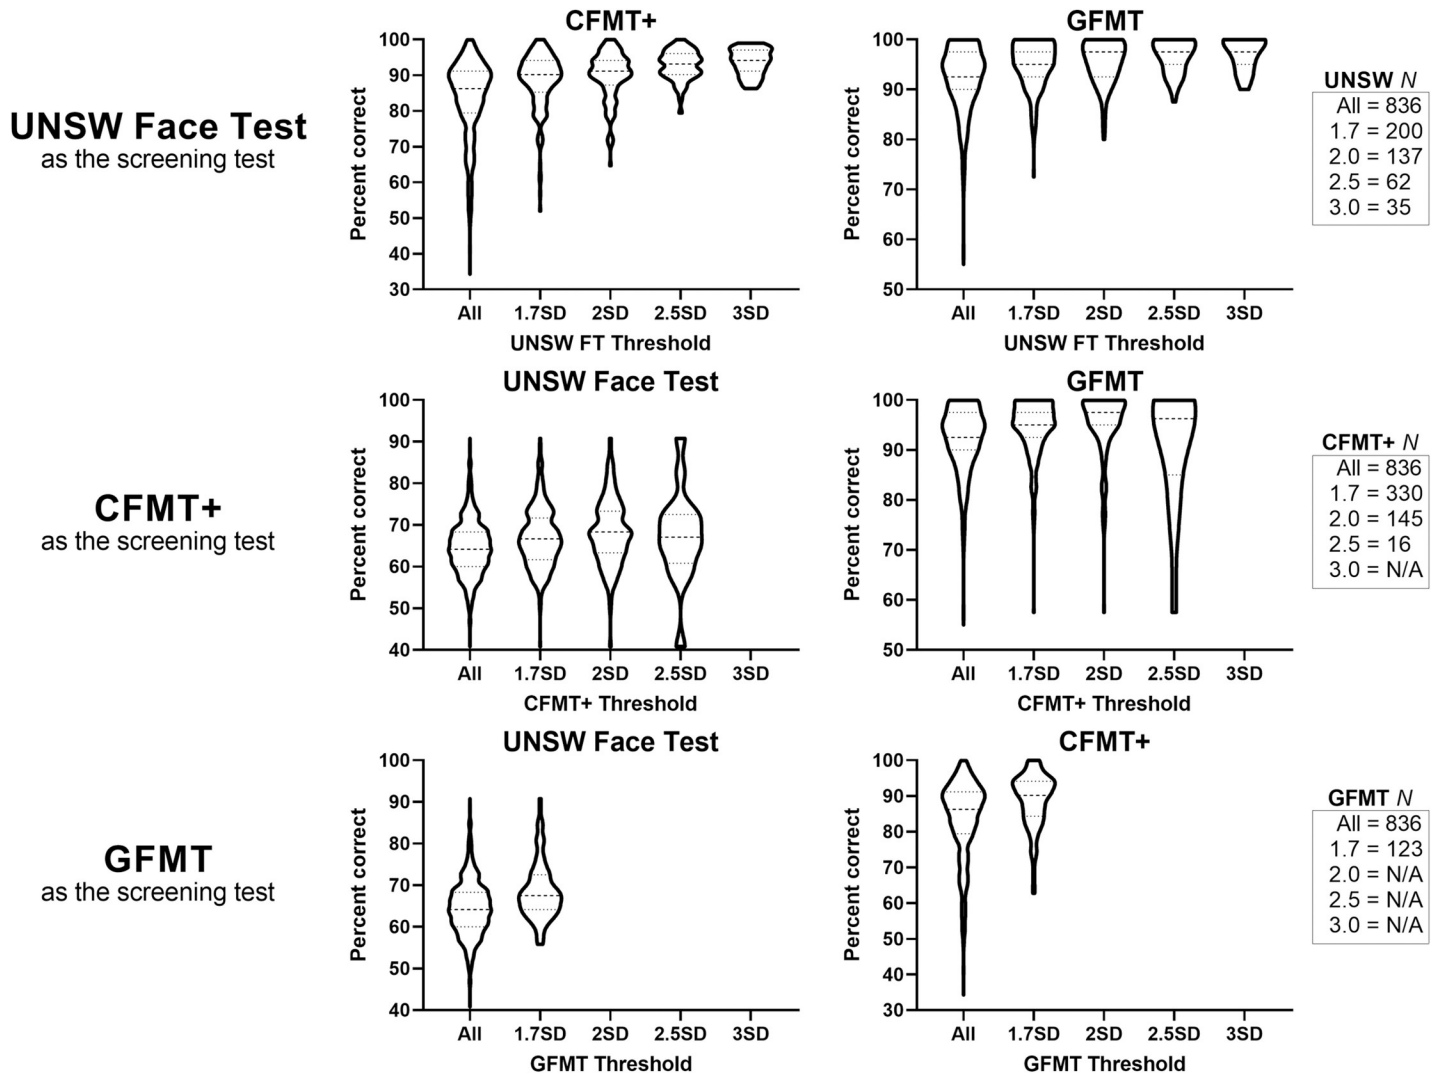 UNSW Face Test
as the screening test
CFMT+
Percent correct
100
90
80
70
60
50
40
30
All
1.7SD
2SD
2.5SD
3SD
UNSW FT Threshold
GFMT
Percent correct
100
90
80
70
60
50
All
1.7SD
2SD
2.5SD
3SD
UNSW FT Threshold
UNSW N
All = 836
1.7 = 200
2.0 = 137
2.5 = 62
3.0 = 35
CFMT+
as the screening test
UNSW Face Test
Percent correct
100
90
80
70
60
50
40
All
1.7SD
2SD
2.5SD
3SD
CFMT+ Threshold
GFMT
Percent correct
100
90
80
70
60
50
All
1.7SD
2SD
2.5SD
3SD
CFMT+ Threshold
CFMT+ N
All = 836
1.7 = 330
2.0 = 145
2.5 = 16
3.0 = N/A
GFMT
as the screening test
UNSW Face Test
Percent correct
100
90
80
70
60
50
40
All
1.7SD
2SD
2.5SD
3SD
GFMT Threshold
CFMT+
Percent correct
100
90
80
70
60
50
40
30
All
1.7SD
2SD
2.5SD
3SD
GFMT Threshold
GFMT N
All = 836
1.7 = 123
2.0 = N/A
2.5 = N/A
3.0 = N/A